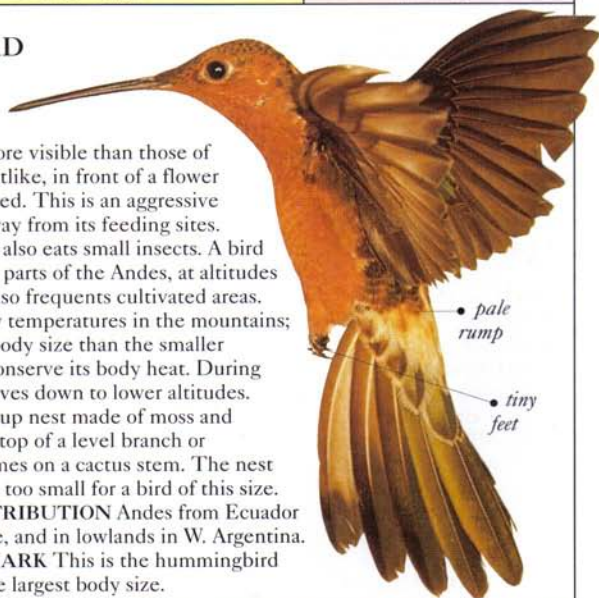 D
ore visible than those of
tlike, in front of a flower
ed. This is an aggressive
ay from its feeding sites.
also eats small insects. A bird
parts of the Andes, at altitudes
so frequents cultivated areas.
temperatures in the mountains;
ody size than the smaller
onserve its body heat. During
ves down to lower altitudes.
up nest made of moss and
top of a level branch or
mes on a cactus stem. The nest
too small for a bird of this size.
TRIBUTION Andes from Ecuador
e, and in lowlands in W. Argentina.
ARK This is the hummingbird
e largest body size.
pale
rump
tiny
feet